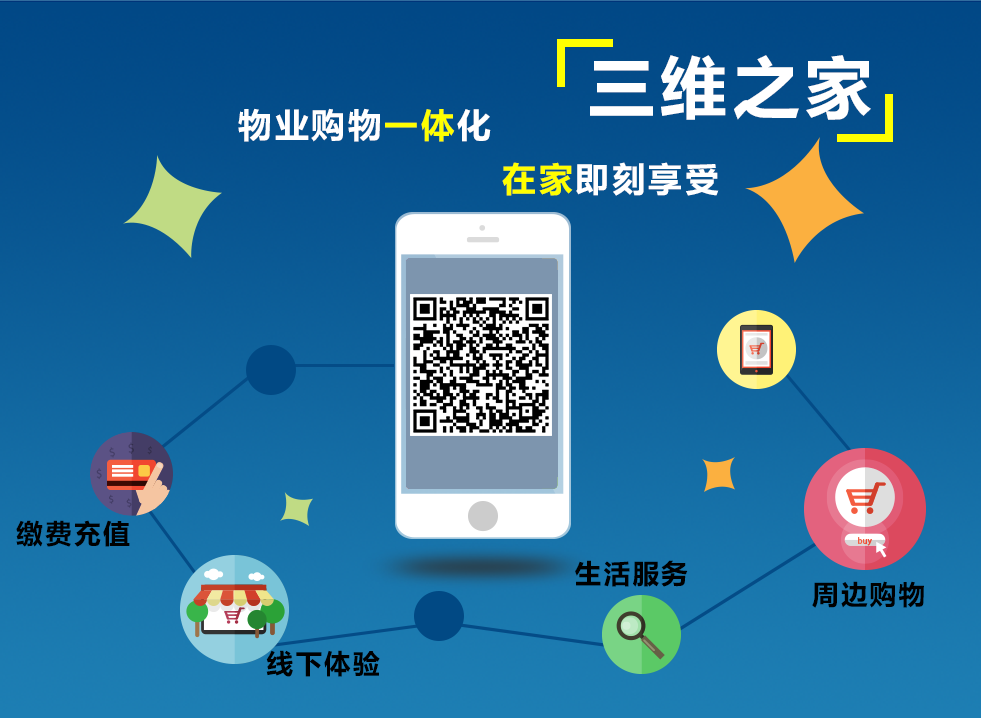 三维之家
物业购物一体化
在家即刻享受
缴费充值
生活服务
周边购物
buy
线下体验